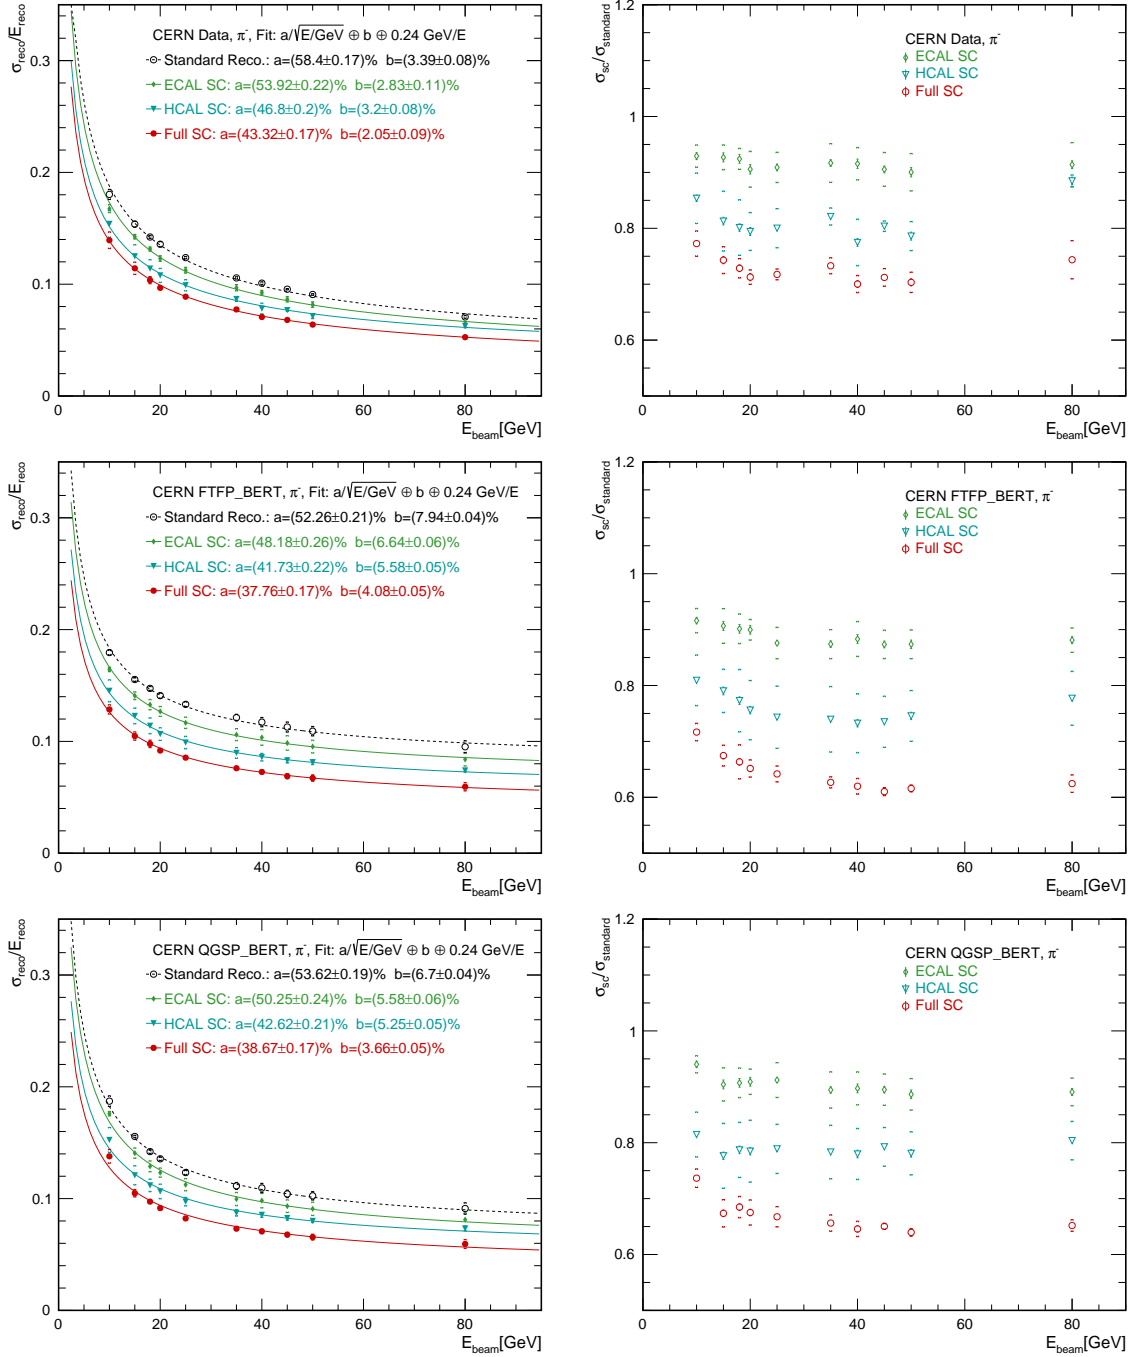 CERN Data, π⁻, Fit: a/√E/GeV ⊕ b ⊕ 0.24 GeV/E
Standard Reco.: a=(58.4±0.17)% b=(3.39±0.08)%
ECAL SC: a=(53.92±0.22)% b=(2.83±0.11)%
HCAL SC: a=(46.8±0.2)% b=(3.2±0.08)%
Full SC: a=(43.32±0.17)% b=(2.05±0.09)%
σreco/Ereco
0.3
0.2
0.1
0
0 20 40 60 80
Ebeam[GeV]
CERN Data, π⁻
ECAL SC
HCAL SC
Full SC
σsc/σstandard
1.2
1
0.8
0.6
0 20 40 60 80
Ebeam[GeV]
CERN FTFP_BERT, π⁻, Fit: a/√E/GeV ⊕ b ⊕ 0.24 GeV/E
Standard Reco.: a=(52.26±0.21)% b=(7.94±0.04)%
ECAL SC: a=(48.18±0.26)% b=(6.64±0.06)%
HCAL SC: a=(41.73±0.22)% b=(5.58±0.05)%
Full SC: a=(37.76±0.17)% b=(4.08±0.05)%
σreco/Ereco
0.3
0.2
0.1
0
0 20 40 60 80
Ebeam[GeV]
CERN FTFP_BERT, π⁻
ECAL SC
HCAL SC
Full SC
σsc/σstandard
1.2
1
0.8
0.6
0 20 40 60 80
Ebeam[GeV]
CERN QGSP_BERT, π⁻, Fit: a/√E/GeV ⊕ b ⊕ 0.24 GeV/E
Standard Reco.: a=(53.62±0.19)% b=(6.7±0.04)%
ECAL SC: a=(50.25±0.24)% b=(5.58±0.06)%
HCAL SC: a=(42.62±0.21)% b=(5.25±0.05)%
Full SC: a=(38.67±0.17)% b=(3.66±0.05)%
σreco/Ereco
0.3
0.2
0.1
0
0 20 40 60 80
Ebeam[GeV]
CERN QGSP_BERT, π⁻
ECAL SC
HCAL SC
Full SC
σsc/σstandard
1.2
1
0.8
0.6
0 20 40 60 80
Ebeam[GeV]